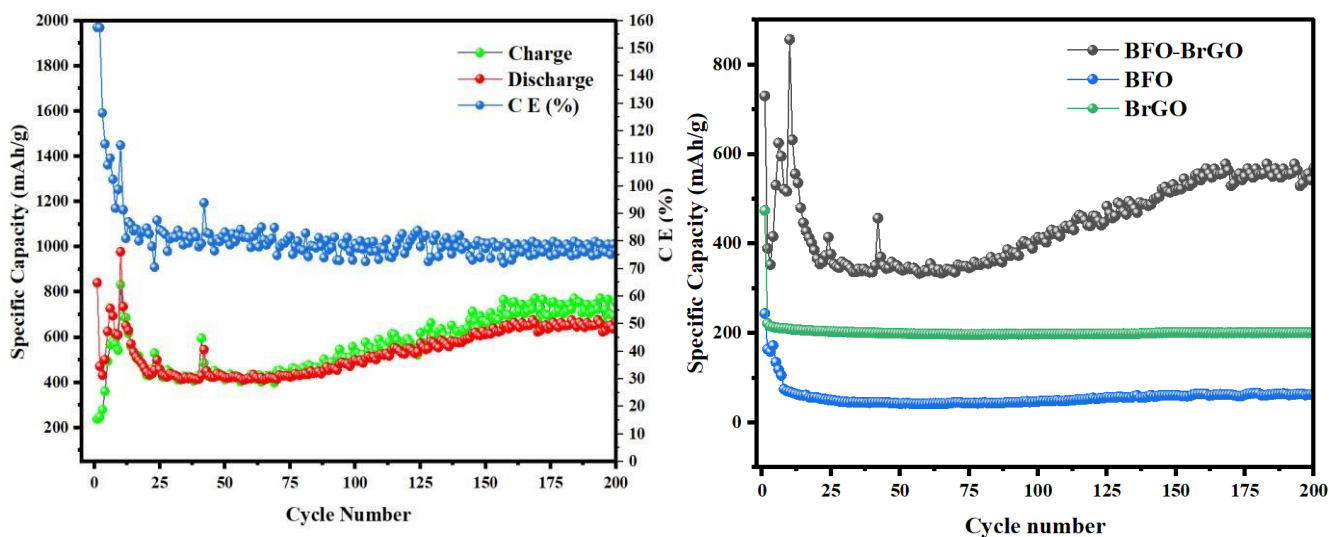 Specific Capacity (mAh/g)
2000
1800
1600
1400
1200
1000
800
600
400
200
Charge
Discharge
C E (%)
160
150
140
130
120
110
100
90
80
70
60
50
40
30
20
10
0
C E (%)
0 25 50 75 100 125 150 175 200
Cycle Number
Specific Capacity (mAh/g)
800
600
400
200
0
BFO-BrGO
BFO
BrGO
0 25 50 75 100 125 150 175 200
Cycle number